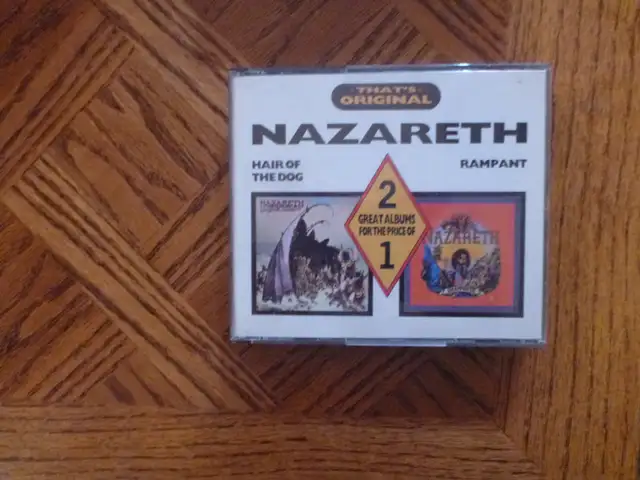 THAT'S
ORIGINAL
NAZARETH
HAIR OF
THE DOG
RAMPANT
2
GREAT ALBUMS
FOR THE PRICE OF
1
NAZARETH
NAZARETH